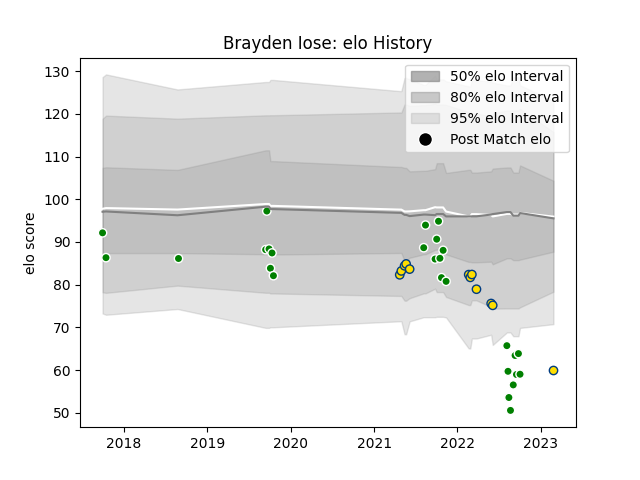 Brayden Iose: elo History
50% elo Interval
80% elo Interval
95% elo Interval
Post Match elo
elo score
130
120
110
100
90
80
70
60
50
2018
2019
2020
2021
2022
2023